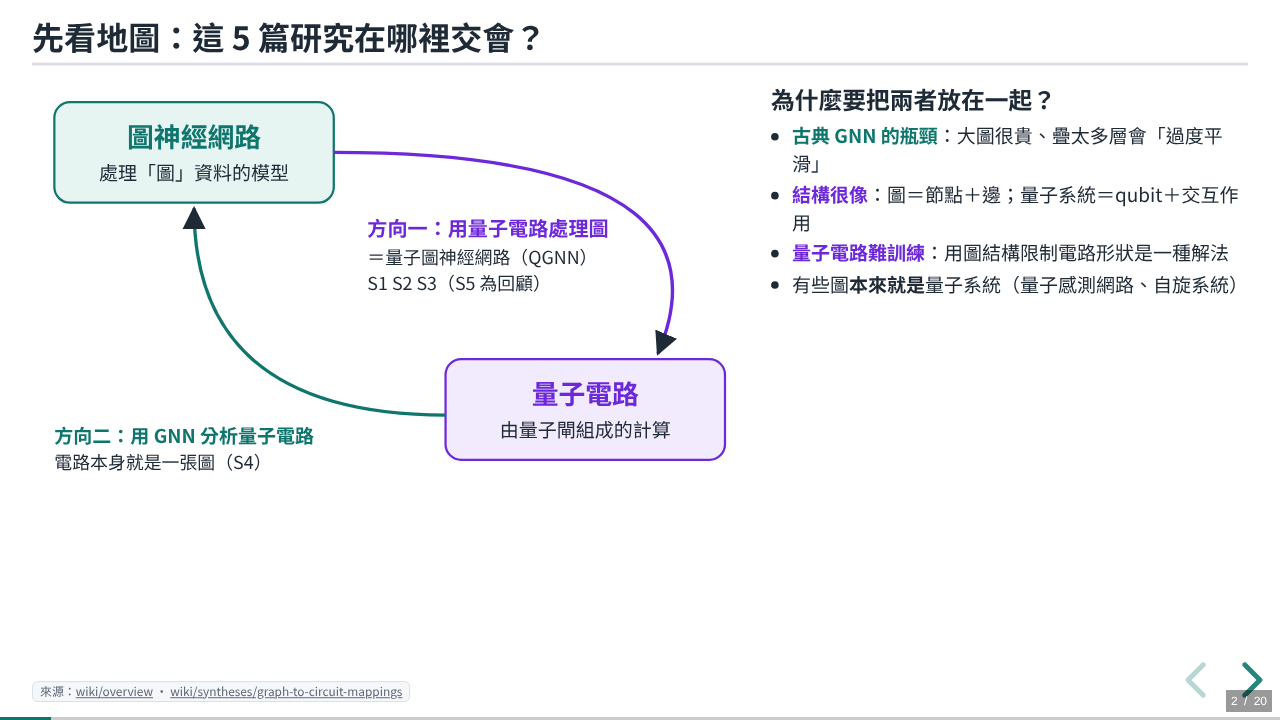 先看地圖：這 5 篇研究在哪裡交會？
圖神經網路
處理「圖」資料的模型
方向一：用量子電路處理圖
＝量子圖神經網路（QGNN）
S1 S2 S3（S5 為回顧）
量子電路
由量子閘組成的計算
方向二：用 GNN 分析量子電路
電路本身就是一張圖（S4）
為什麼要把兩者放在一起？
古典 GNN 的瓶頸：大圖很貴、疊太多層會「過度平
滑」
結構很像：圖＝節點＋邊；量子系統＝qubit＋交互作
用
量子電路難訓練：用圖結構限制電路形狀是一種解法
有些圖本來就是量子系統（量子感測網路、自旋系統）
來源：wiki/overview · wiki/syntheses/graph-to-circuit-mappings
2 / 20